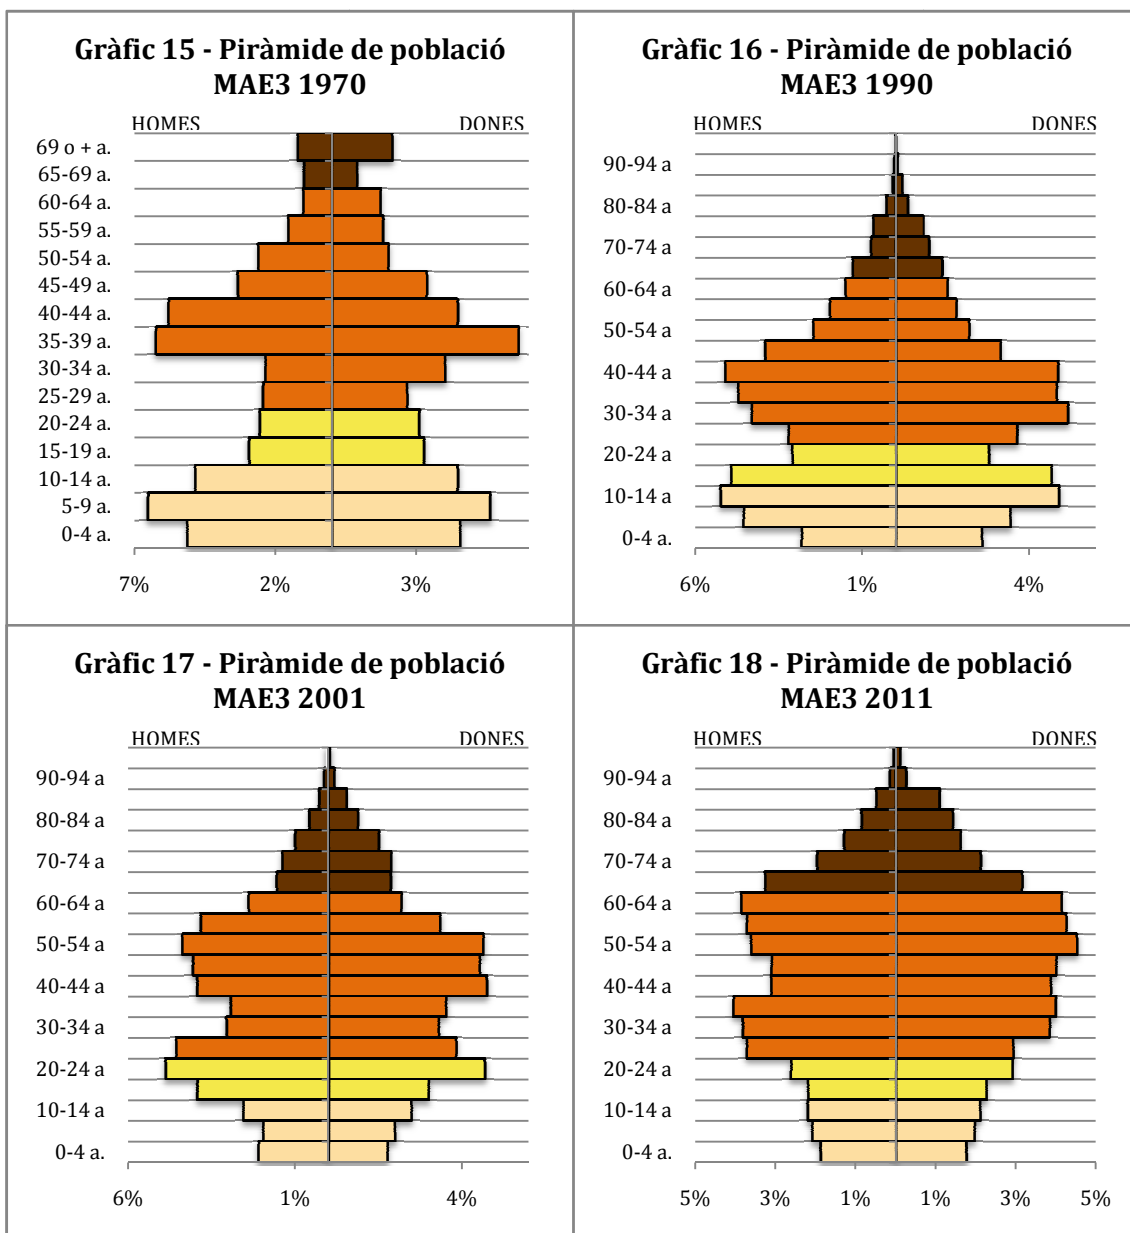 Gràfic 15 - Piràmide de població
MAE3 1970
HOMES DONES
69 o + a.
65-69 a.
60-64 a.
55-59 a.
50-54 a.
45-49 a.
40-44 a.
35-39 a.
30-34 a.
25-29 a.
20-24 a.
15-19 a.
10-14 a.
5-9 a.
0-4 a.
7% 2% 3%
Gràfic 16 - Piràmide de població
MAE3 1990
HOMES DONES
90-94 a
80-84 a
70-74 a
60-64 a
50-54 a
40-44 a
30-34 a
20-24 a
10-14 a
0-4 a.
6% 1% 4%
Gràfic 17 - Piràmide de població
MAE3 2001
HOMES DONES
90-94 a
80-84 a
70-74 a
60-64 a
50-54 a
40-44 a
30-34 a
20-24 a
10-14 a
0-4 a.
6% 1% 4%
Gràfic 18 - Piràmide de població
MAE3 2011
HOMES DONES
90-94 a
80-84 a
70-74 a
60-64 a
50-54 a
40-44 a
30-34 a
20-24 a
10-14 a
0-4 a.
5% 3% 1% 1% 3% 5%